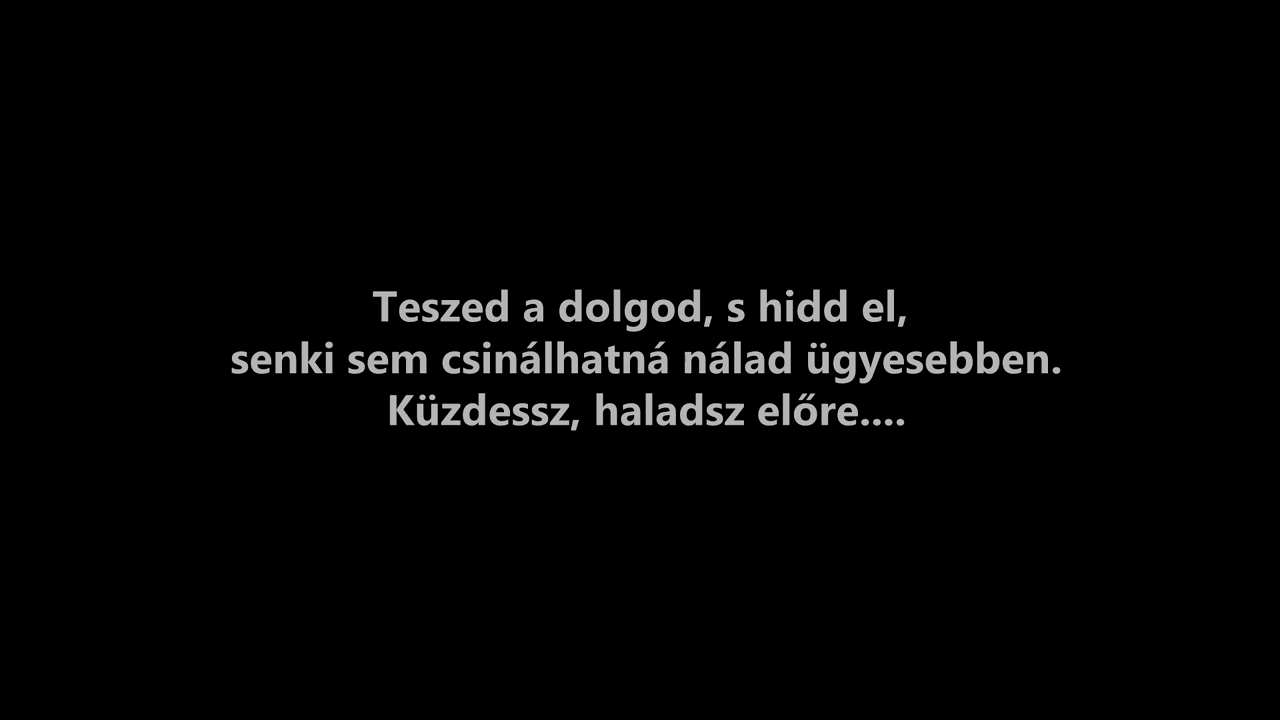 Teszed a dolgod, s hidd el,
senki sem csinálhatná nálad ügyesebben.
Küzdessz, haladsz előre....